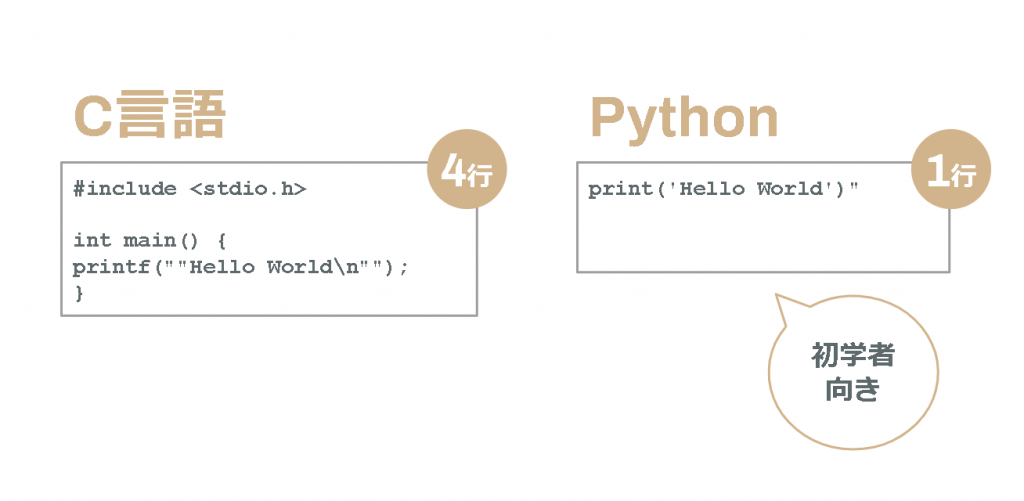 C言語
4行
#include <stdio.h>
int main() {
printf(""Hello World\n"");
}
Python
1行
print('Hello World')"
初学者
向き